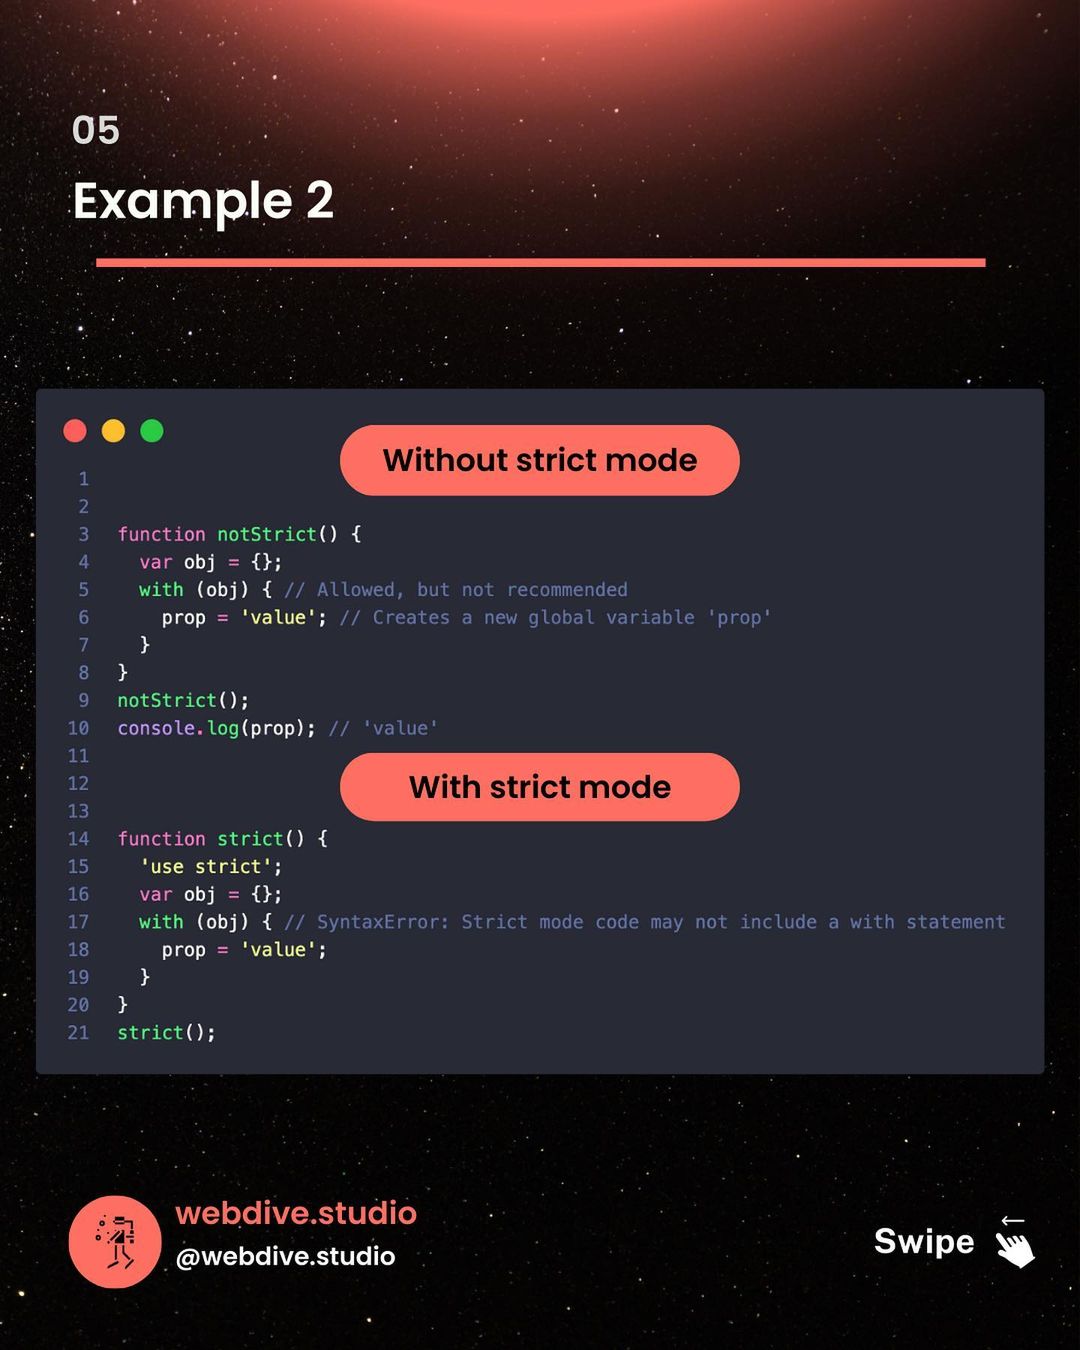 05
Example 2
Without strict mode
1
2
3 function notStrict() {
4   var obj = {};
5   with (obj) { // Allowed, but not recommended
6     prop = 'value'; // Creates a new global variable 'prop'
7   }
8 }
9 notStrict();
10 console.log(prop); // 'value'
11
With strict mode
12
13
14 function strict() {
15   'use strict';
16   var obj = {};
17   with (obj) { // SyntaxError: Strict mode code may not include a with statement
18     prop = 'value';
19   }
20 }
21 strict();
webdive.studio
@webdive.studio
Swipe